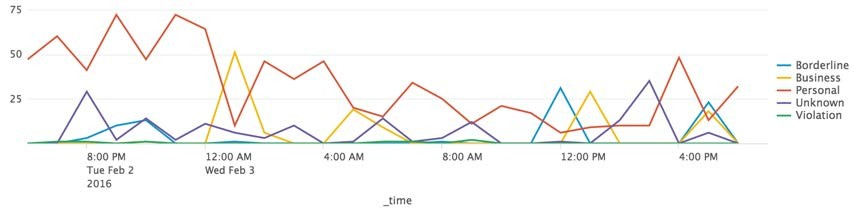 75
50
25
Borderline
Business
Personal
Unknown
Violation
8:00 PM 12:00 AM 4:00 AM 8:00 AM 12:00 PM 4:00 PM
Tue Feb 2 Wed Feb 3
2016
_time